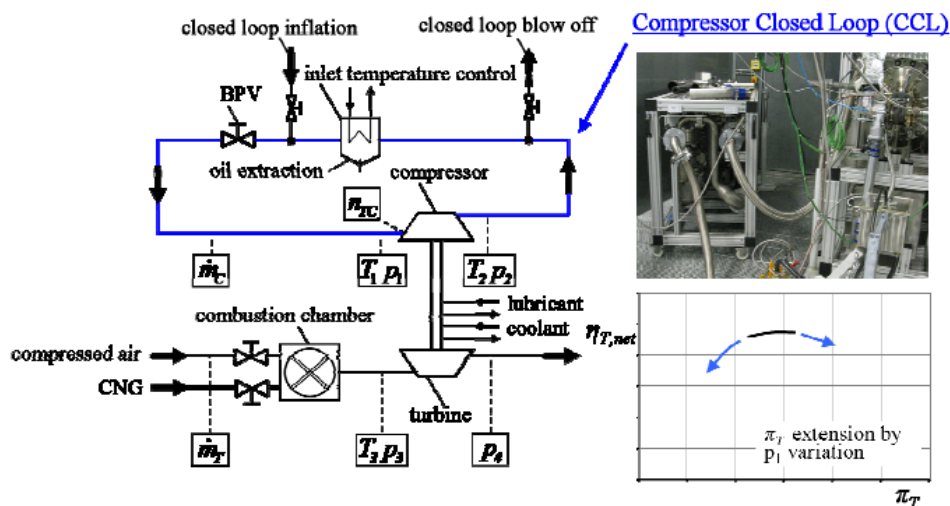 closed loop inflation
closed loop blow off
Compressor Closed Loop (CCL)
inlet temperature control
BPV
oil extraction
compressor
n_TC
ṁ_C
T_1 p_1
T_2 p_2
lubricant
coolant
combustion chamber
compressed air
CNG
turbine
ṁ_T
T_3 p_3
p_4
η_T,net
π_T extension by
p_1 variation
π_T